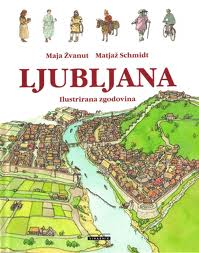 Maja Žvanut Matjaž Schmidt
LJUBLJANA
Ilustrirana zgodovina